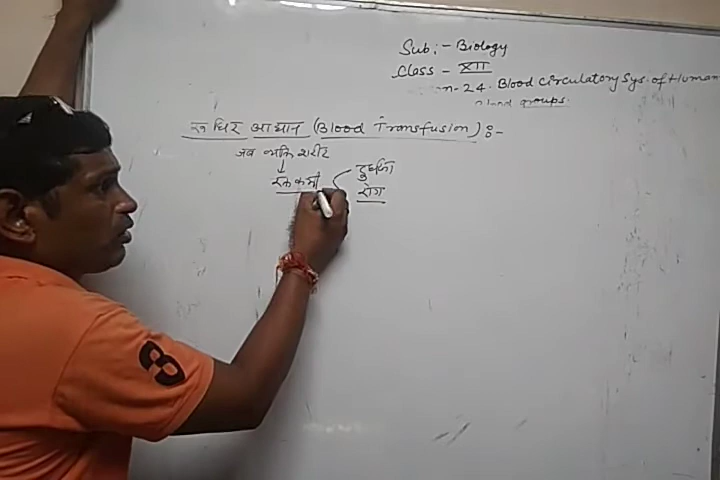 Sub:- Biology
Class - XII
n-24. Blood Circulatory Sys. of Human
blood groups.
रूधिर आधान (Blood Transfusion) :-
जब व्यक्ति शरीर
↓
रक्त कमी
दुर्घटना
रोग
8